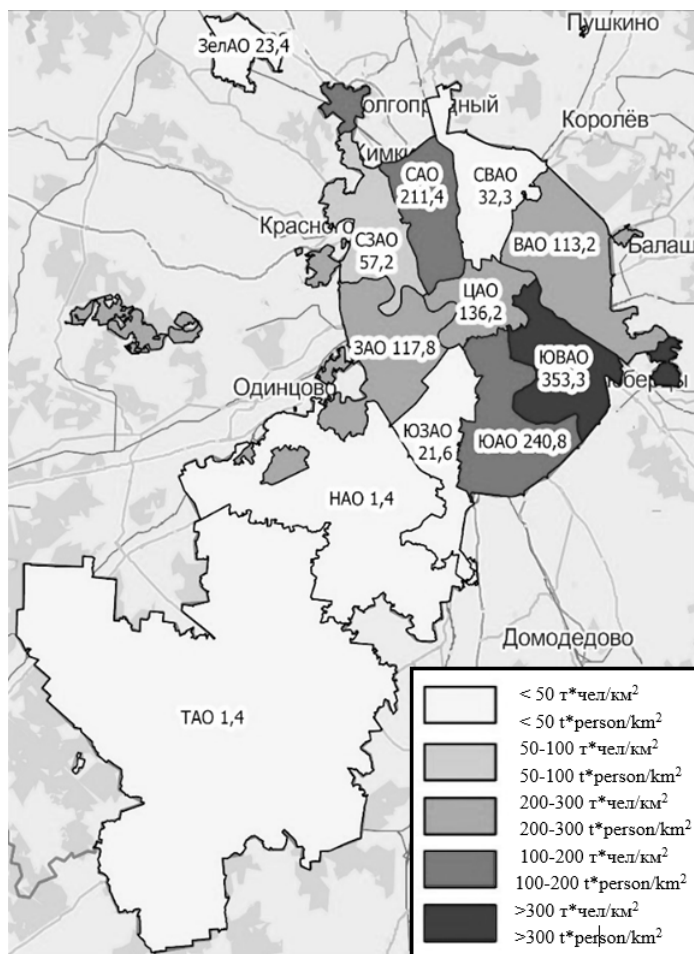 Пушкино
ЗелАО 23,4
Королёв
САО
211,4
СВАО
32,3
Красного
СЗАО
57,2
ВАО 113,2
Балаш
ЦАО
136,2
ЗАО 117,8
ЮВАО
353,3
Одинцово
ЮЗАО
21,6
ЮАО 240,8
НАО 1,4
Домодедово
ТАО 1,4
< 50 т*чел/км²
< 50 t*person/km²
50-100 т*чел/км²
50-100 t*person/km²
200-300 т*чел/км²
200-300 t*person/km²
100-200 т*чел/км²
100-200 t*person/km²
>300 т*чел/км²
>300 t*person/km²